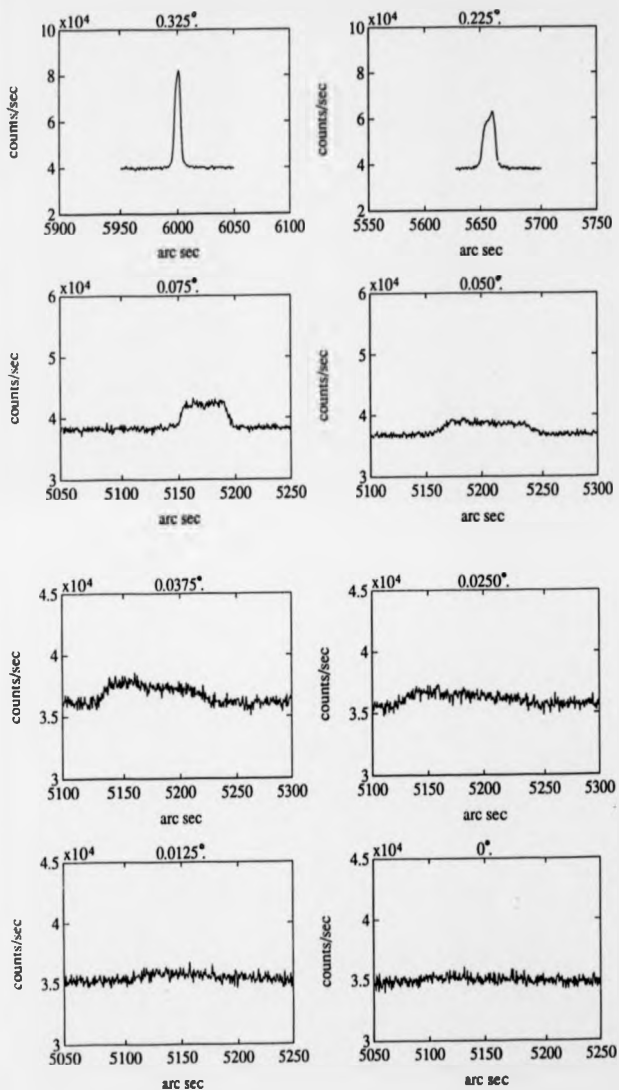 x10⁴ 0.325°.
10
8
6
4
2
counts/sec
5900 5950 6000 6050 6100
arc sec
x10⁴ 0.225°.
10
8
6
4
2
counts/sec
5550 5600 5650 5700 5750
arc sec
x10⁴ 0.075°.
6
5
4
3
counts/sec
5050 5100 5150 5200 5250
arc sec
x10⁴ 0.050°.
6
5
4
3
counts/sec
5100 5150 5200 5250 5300
arc sec
x10⁴ 0.0375°.
4.5
4
3.5
3
counts/sec
5100 5150 5200 5250 5300
arc sec
x10⁴ 0.0250°.
4.5
4
3.5
3
counts/sec
5100 5150 5200 5250 5300
arc sec
x10⁴ 0.0125°.
4.5
4
3.5
3
counts/sec
5050 5100 5150 5200 5250
arc sec
x10⁴ 0°.
4.5
4
3.5
3
counts/sec
5050 5100 5150 5200 5250
arc sec